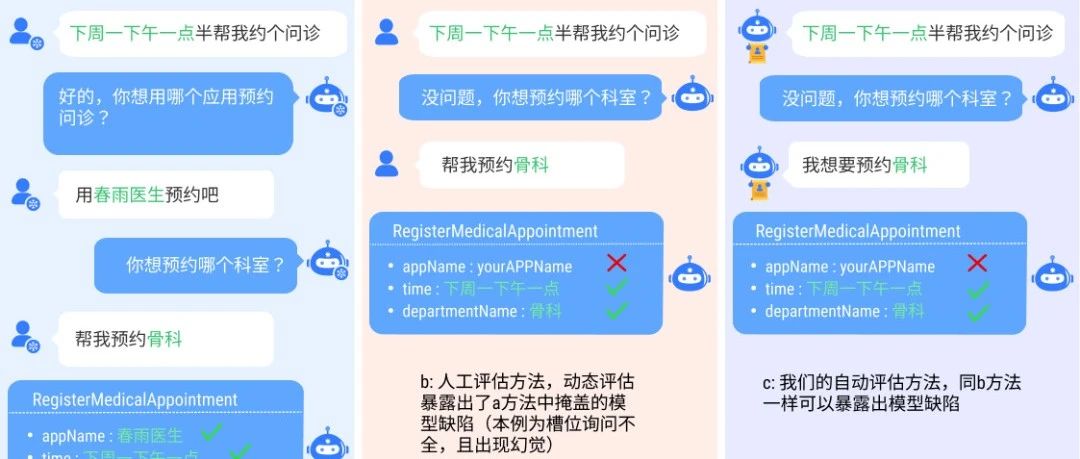 下周一下午一点半帮我约个问诊
好的，你想用哪个应用预约
问诊？
用春雨医生预约吧
你想预约哪个科室？
帮我预约骨科
RegisterMedicalAppointment
• appName : 春雨医生
• time : 下周一下午一点
下周一下午一点半帮我约个问诊
没问题，你想预约哪个科室？
帮我预约骨科
RegisterMedicalAppointment
• appName : yourAPPName
• time : 下周一下午一点
• departmentName : 骨科
b: 人工评估方法，动态评估
暴露出了a方法中掩盖的模
型缺陷（本例为槽位询问不
全，且出现幻觉）
下周一下午一点半帮我约个问诊
没问题，你想预约哪个科室？
我想要预约骨科
RegisterMedicalAppointment
• appName : yourAPPName
• time : 下周一下午一点
• departmentName : 骨科
c: 我们的自动评估方法，同b方法
一样可以暴露出模型缺陷